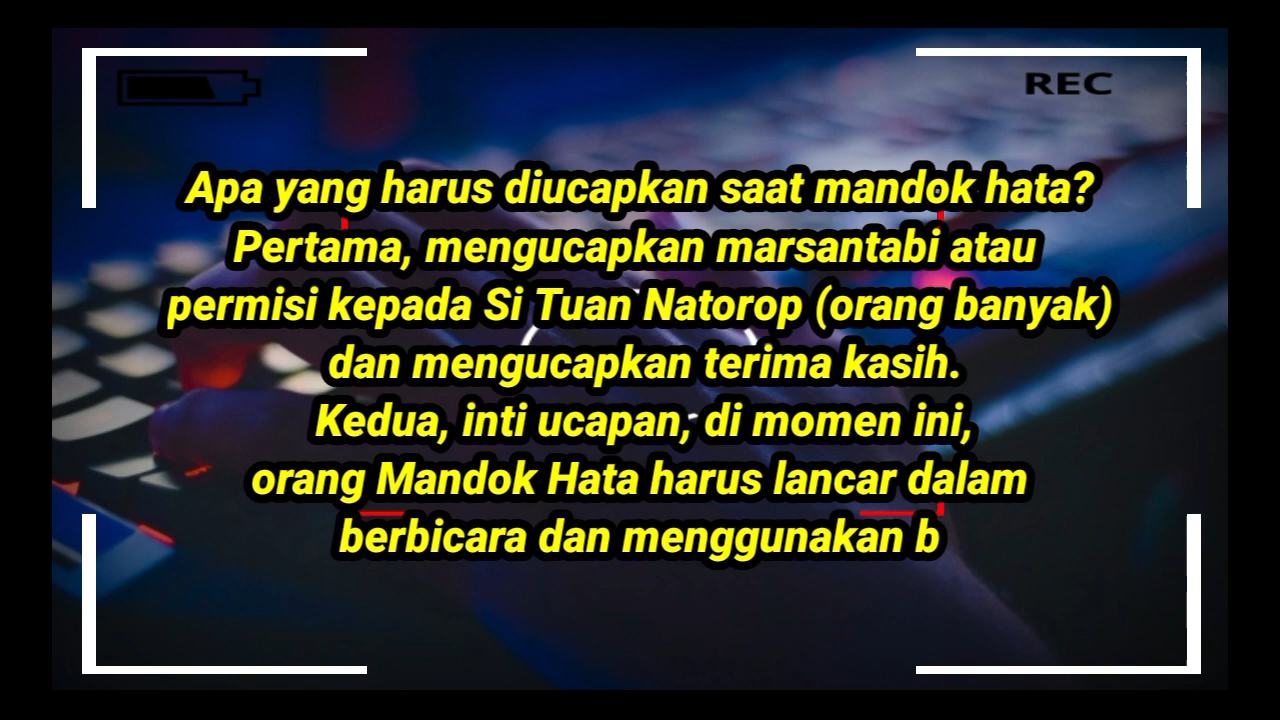 REC
Apa yang harus diucapkan saat mandok hata?
Pertama, mengucapkan marsantabi atau
permisi kepada Si Tuan Natorop (orang banyak)
dan mengucapkan terima kasih.
Kedua, inti ucapan, di momen ini,
orang Mandok Hata harus lancar dalam
berbicara dan menggunakan b